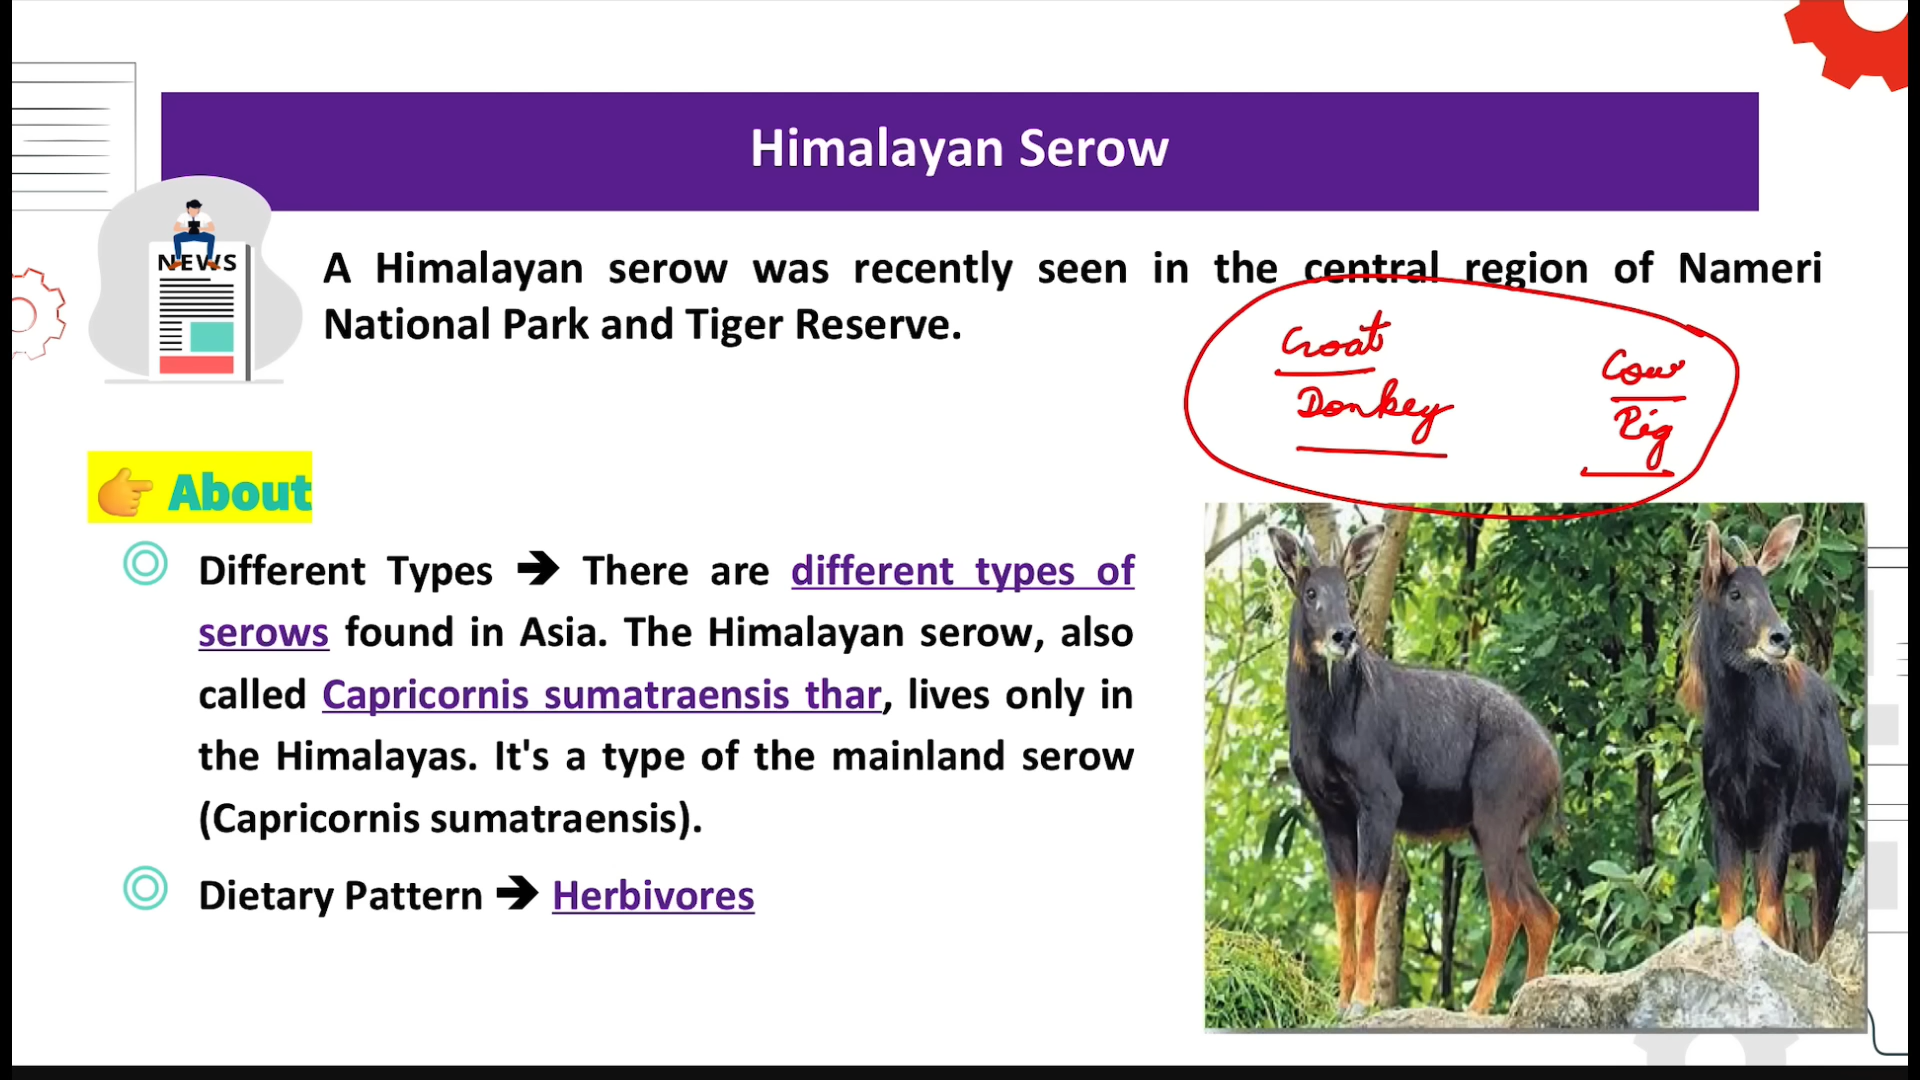 Himalayan Serow
NEWS
A Himalayan serow was recently seen in the central region of Nameri
National Park and Tiger Reserve.
Goat
Donkey
Cow
Pig
About
Different Types ➔ There are different types of
serows found in Asia. The Himalayan serow, also
called Capricornis sumatraensis thar, lives only in
the Himalayas. It's a type of the mainland serow
(Capricornis sumatraensis).
Dietary Pattern ➔ Herbivores